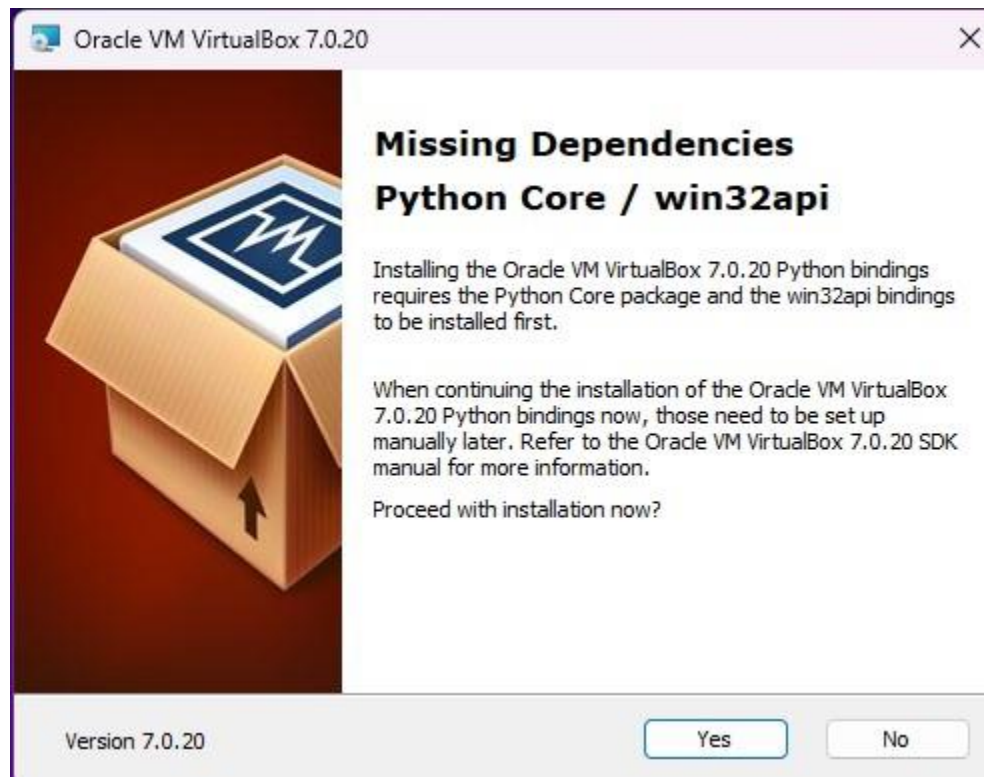 Oracle VM VirtualBox 7.0.20
Missing Dependencies
Python Core / win32api
Installing the Oracle VM VirtualBox 7.0.20 Python bindings
requires the Python Core package and the win32api bindings
to be installed first.
When continuing the installation of the Oracle VM VirtualBox
7.0.20 Python bindings now, those need to be set up
manually later. Refer to the Oracle VM VirtualBox 7.0.20 SDK
manual for more information.
Proceed with installation now?
Version 7.0.20
Yes
No